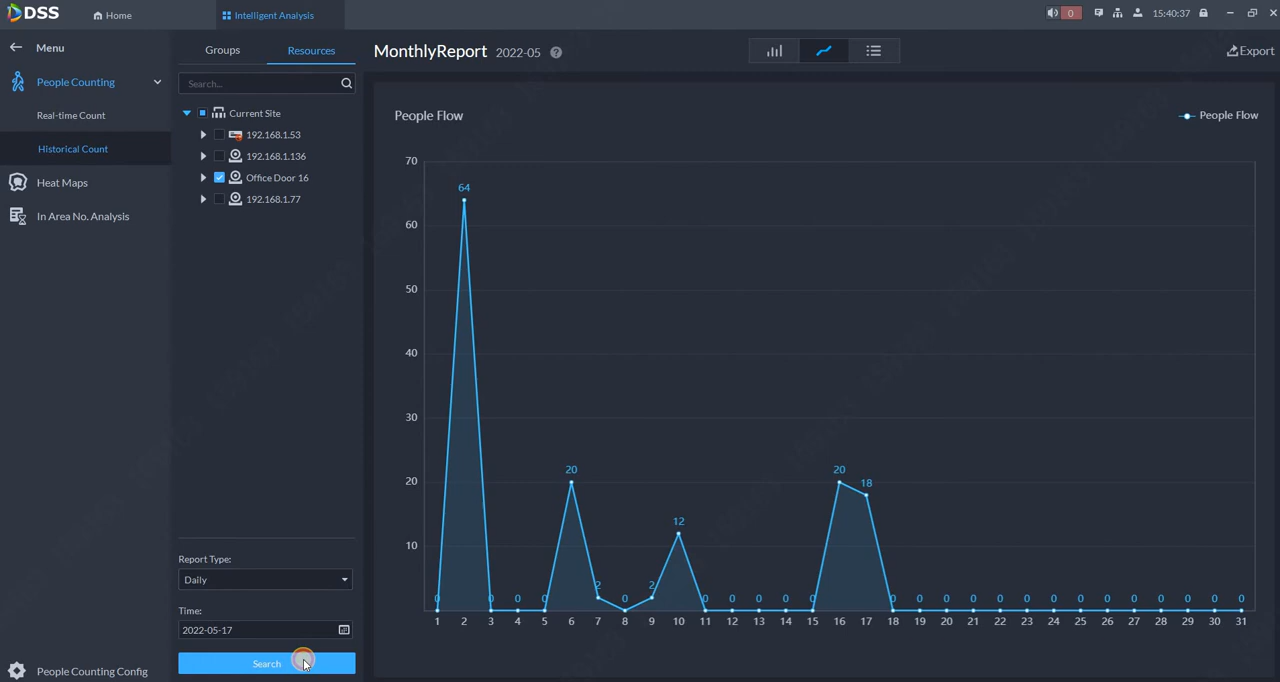 DSS
Home
Intelligent Analysis
0
15:40:37
Menu
People Counting
Real-time Count
Historical Count
Heat Maps
In Area No. Analysis
People Counting Config
Groups
Resources
Search...
Current Site
192.168.1.53
192.168.1.136
Office Door 16
192.168.1.77
Report Type:
Daily
Time:
2022-05-17
Search
MonthlyReport 2022-05
Export
People Flow
People Flow
70
60
50
40
30
20
10
0 64 0 0 0 20 2 0 2 12 0 0 0 0 0 20 18 0 0 0 0 0 0 0 0 0 0 0 0 0 0
1 2 3 4 5 6 7 8 9 10 11 12 13 14 15 16 17 18 19 20 21 22 23 24 25 26 27 28 29 30 31